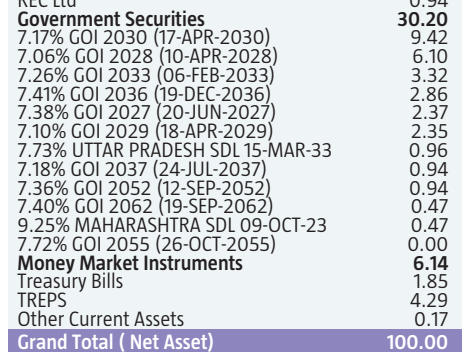 REC Ltd 0.94
Government Securities 30.20
7.17% GOI 2030 (17-APR-2030) 9.42
7.06% GOI 2028 (10-APR-2028) 6.10
7.26% GOI 2033 (06-FEB-2033) 3.32
7.41% GOI 2036 (19-DEC-2036) 2.86
7.38% GOI 2027 (20-JUN-2027) 2.37
7.10% GOI 2029 (18-APR-2029) 2.35
7.73% UTTAR PRADESH SDL 15-MAR-33 0.96
7.18% GOI 2037 (24-JUL-2037) 0.94
7.36% GOI 2052 (12-SEP-2052) 0.94
7.40% GOI 2062 (19-SEP-2062) 0.47
9.25% MAHARASHTRA SDL 09-OCT-23 0.47
7.72% GOI 2055 (26-OCT-2055) 0.00
Money Market Instruments 6.14
Treasury Bills 1.85
TREPS 4.29
Other Current Assets 0.17
Grand Total ( Net Asset) 100.00